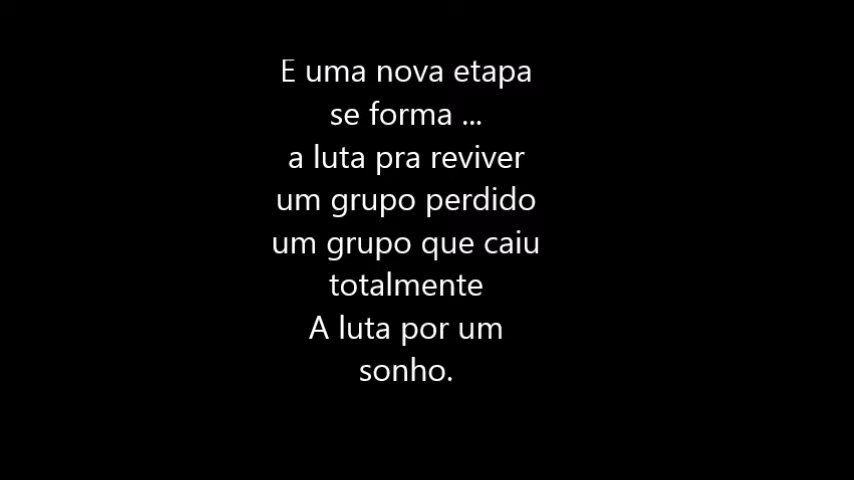 E uma nova etapa
se forma ...
a luta pra reviver
um grupo perdido
um grupo que caiu
totalmente
A luta por um
sonho.